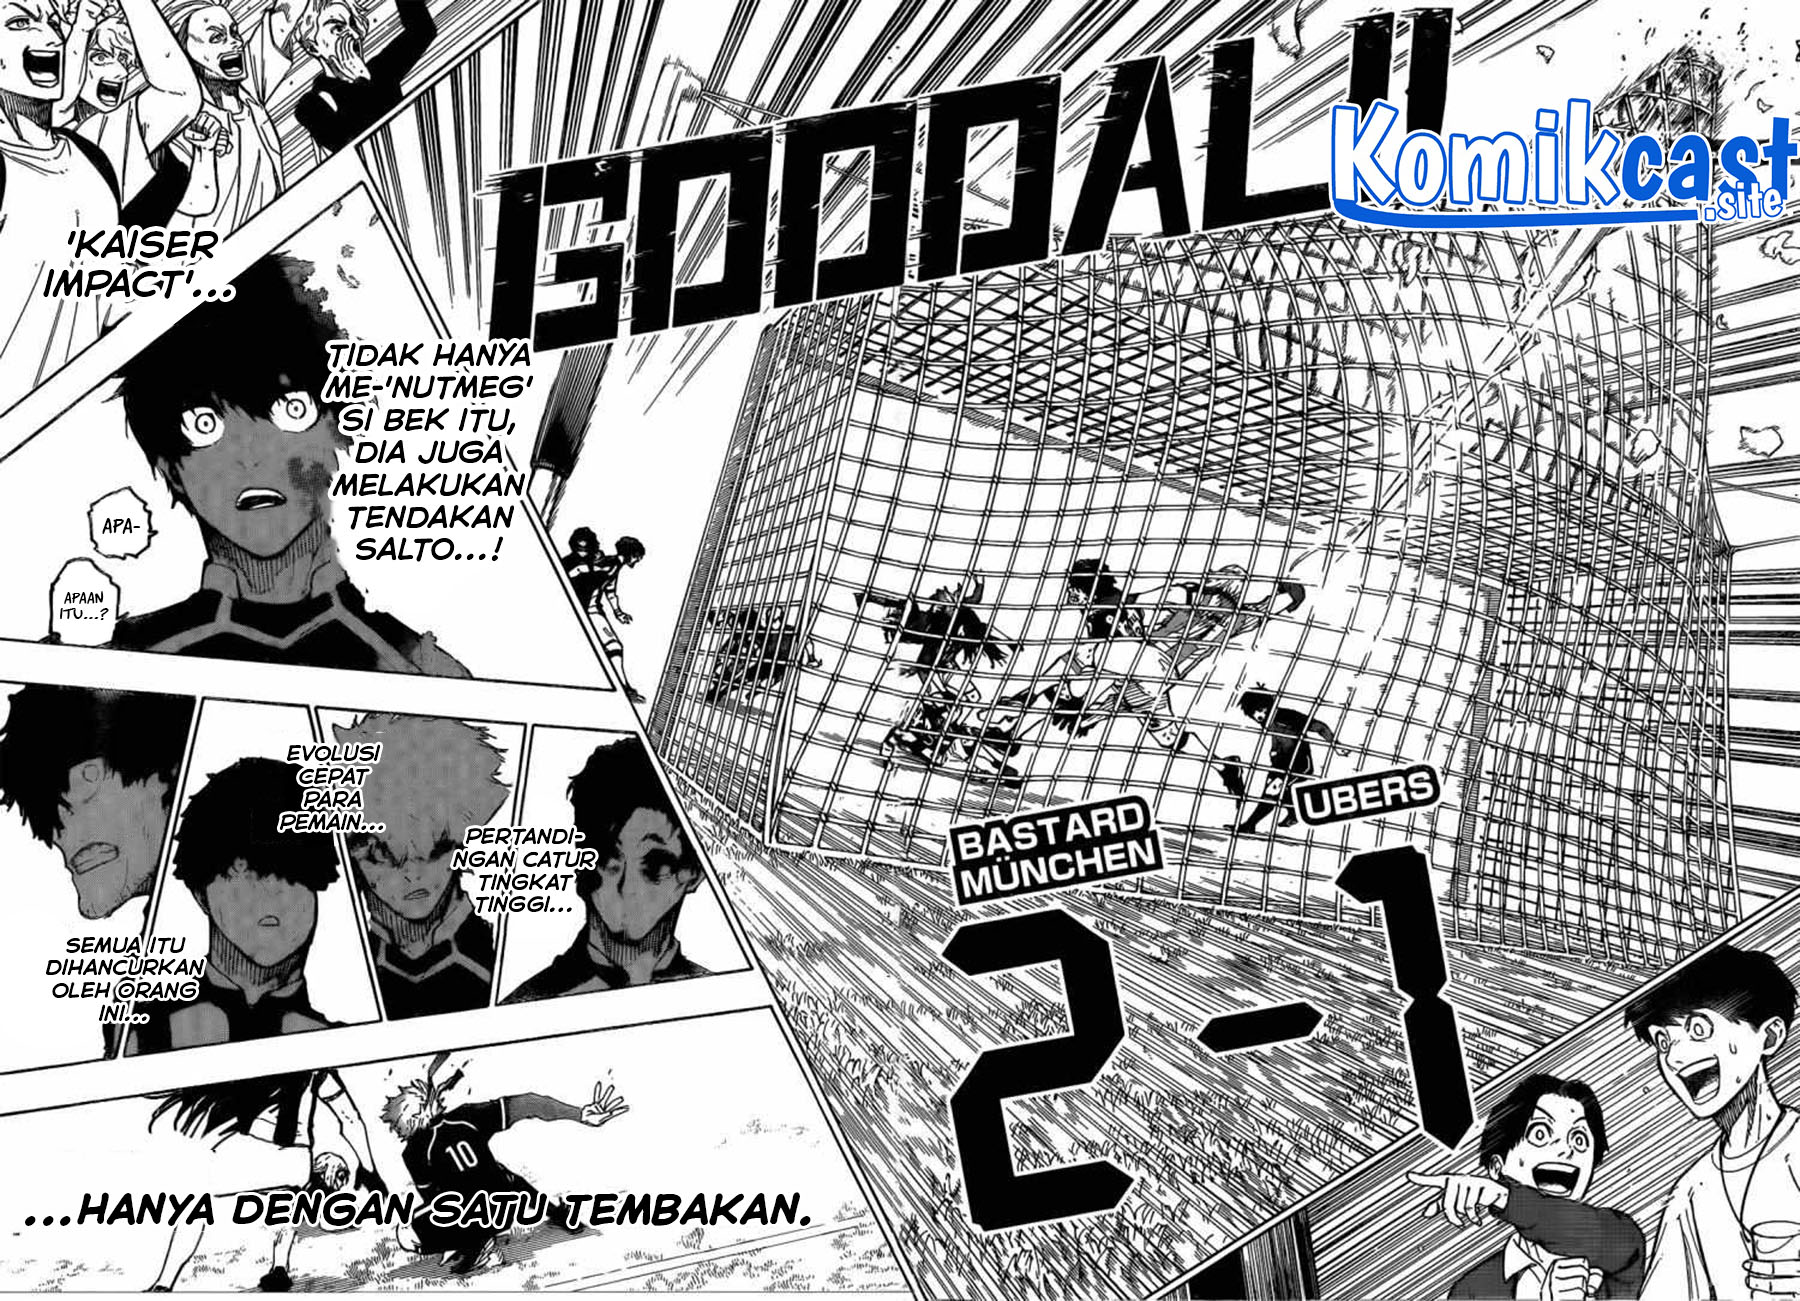 GOOOAL!!
Komikcast
.site
BASTARD
MÜNCHEN
UBERS
2-1
'KAISER
IMPACT'...
TIDAK HANYA
ME-'NUTMEG'
SI BEK ITU,
DIA JUGA
MELAKUKAN
TENDAKAN
SALTO...!
APA-
APAAN
ITU...?
PERTANDI-
NGAN CATUR
TINGKAT
TINGGI...
EVOLUSI
CEPAT
PARA
PEMAIN...
SEMUA ITU
DIHANCURKAN
OLEH ORANG
INI...
10
...HANYA DENGAN SATU TEMBAKAN.